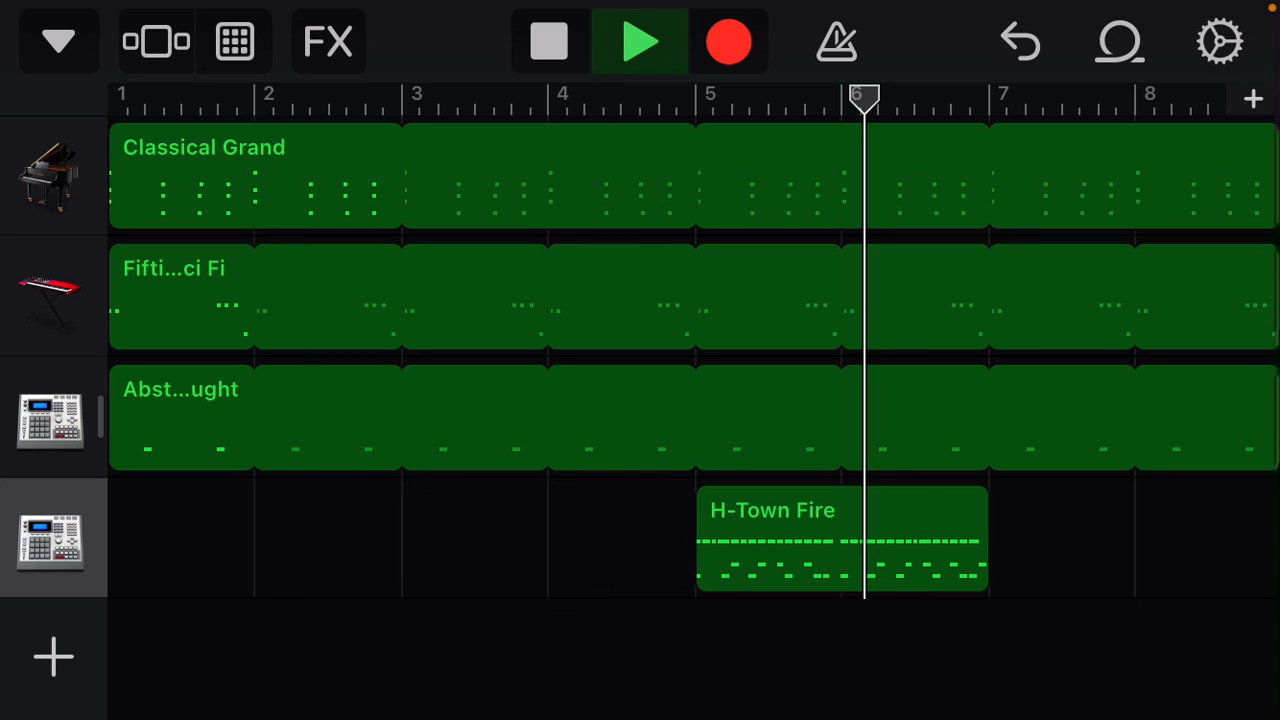 FX
1 2 3 4 5 6 7 8
Classical Grand
Fifti...ci Fi
Abst...ught
H-Town Fire